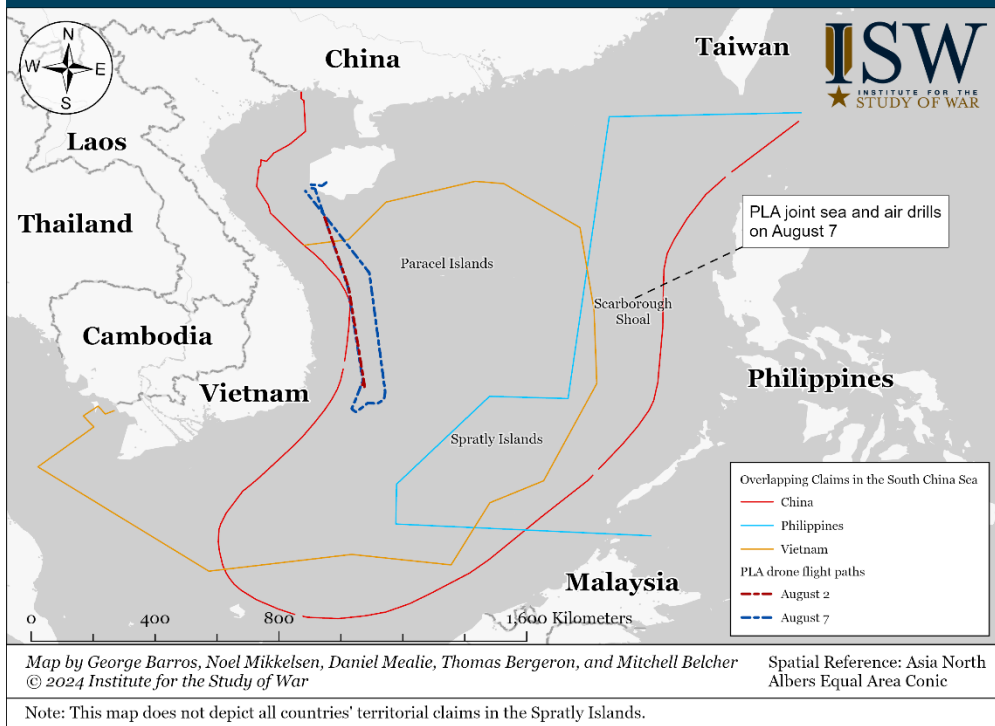 N
W
E
S
China
Taiwan
ISW
INSTITUTE FOR THE
STUDY OF WAR
Laos
Thailand
PLA joint sea and air drills
on August 7
Paracel Islands
Scarborough
Shoal
Cambodia
Vietnam
Philippines
Spratly Islands
Overlapping Claims in the South China Sea
China
Philippines
Vietnam
PLA drone flight paths
August 2
August 7
Malaysia
0
400
800
1,600 Kilometers
Map by George Barros, Noel Mikkelsen, Daniel Mealie, Thomas Bergeron, and Mitchell Belcher
© 2024 Institute for the Study of War
Spatial Reference: Asia North
Albers Equal Area Conic
Note: This map does not depict all countries' territorial claims in the Spratly Islands.